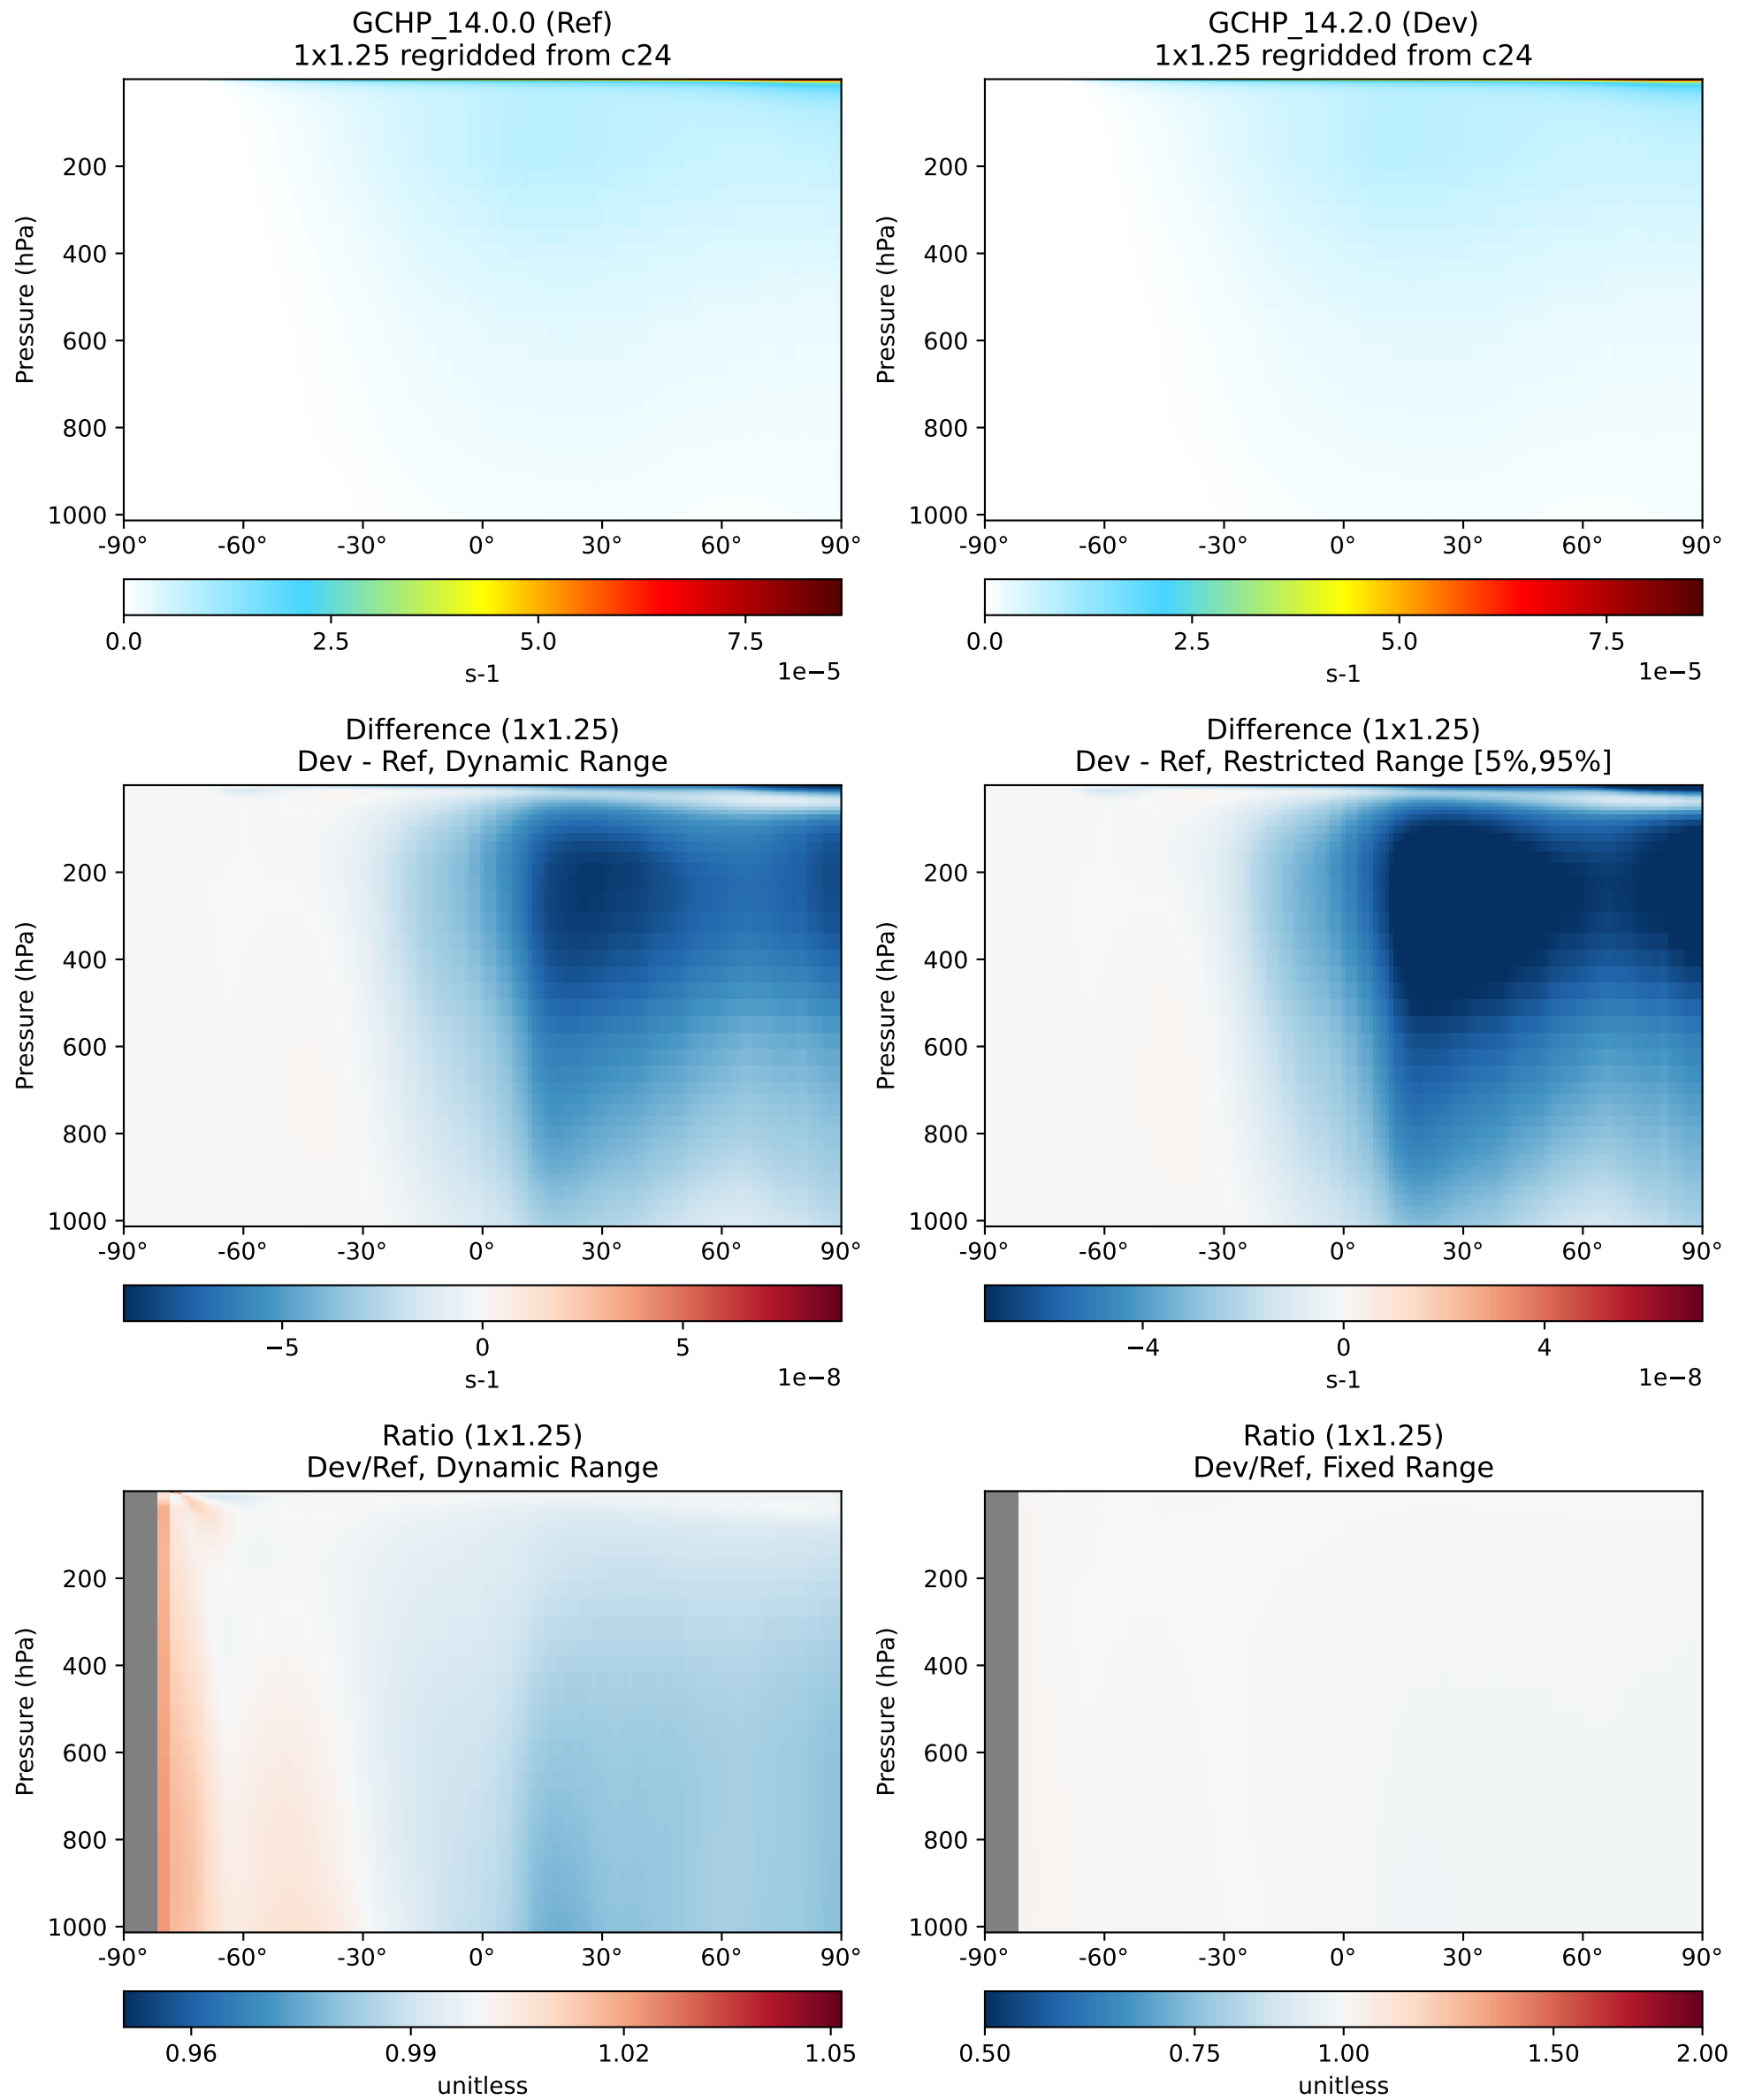 GCHP_14.0.0 (Ref)
1x1.25 regridded from c24
Pressure (hPa)
200
400
600
800
1000
-90° -60° -30° 0° 30° 60° 90°
0.0 2.5 5.0 7.5
1e−5
s-1
GCHP_14.2.0 (Dev)
1x1.25 regridded from c24
Pressure (hPa)
200
400
600
800
1000
-90° -60° -30° 0° 30° 60° 90°
0.0 2.5 5.0 7.5
1e−5
s-1
Difference (1x1.25)
Dev - Ref, Dynamic Range
Pressure (hPa)
200
400
600
800
1000
-90° -60° -30° 0° 30° 60° 90°
−5 0 5
1e−8
s-1
Difference (1x1.25)
Dev - Ref, Restricted Range [5%,95%]
Pressure (hPa)
200
400
600
800
1000
-90° -60° -30° 0° 30° 60° 90°
−4 0 4
1e−8
s-1
Ratio (1x1.25)
Dev/Ref, Dynamic Range
Pressure (hPa)
200
400
600
800
1000
-90° -60° -30° 0° 30° 60° 90°
0.96 0.99 1.02 1.05
unitless
Ratio (1x1.25)
Dev/Ref, Fixed Range
Pressure (hPa)
200
400
600
800
1000
-90° -60° -30° 0° 30° 60° 90°
0.50 0.75 1.00 1.50 2.00
unitless